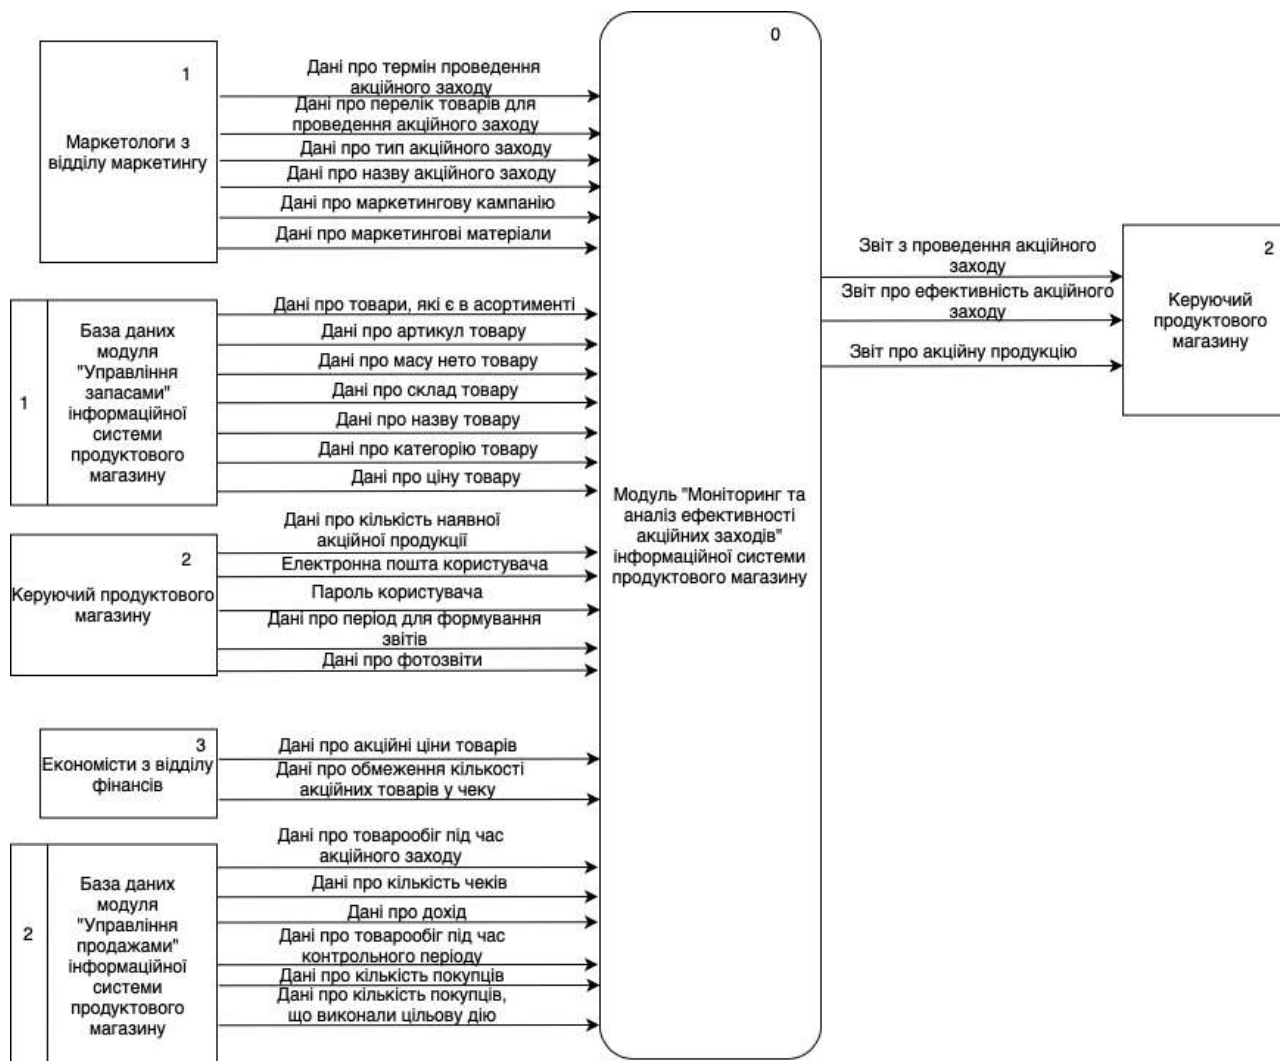 0
1
Маркетологи з
відділу маркетингу
Дані про термін проведення
акційного заходу
Дані про перелік товарів для
проведення акційного заходу
Дані про тип акційного заходу
Дані про назву акційного заходу
Дані про маркетингову кампанію
Дані про маркетингові матеріали
1
База даних
модуля
"Управління
запасами"
інформаційної
системи
продуктового
магазину
Дані про товари, які є в асортименті
Дані про артикул товару
Дані про масу нето товару
Дані про склад товару
Дані про назву товару
Дані про категорію товару
Дані про ціну товару
2
Керуючий продуктового
магазину
Дані про кількість наявної
акційної продукції
Електронна пошта користувача
Пароль користувача
Дані про період для формування
звітів
Дані про фотозвіти
3
Економісти з відділу
фінансів
Дані про акційні ціни товарів
Дані про обмеження кількості
акційних товарів у чеку
2
База даних
модуля
"Управління
продажами"
інформаційної
системи
продуктового
магазину
Дані про товарообіг під час
акційного заходу
Дані про кількість чеків
Дані про дохід
Дані про товарообіг під час
контрольного періоду
Дані про кількість покупців
Дані про кількість покупців,
що виконали цільову дію
Модуль "Моніторинг та
аналіз ефективності
акційних заходів"
інформаційної системи
продуктового магазину
Звіт з проведення акційного
заходу
Звіт про ефективність акційного
заходу
Звіт про акційну продукцію
2
Керуючий
продуктового
магазину